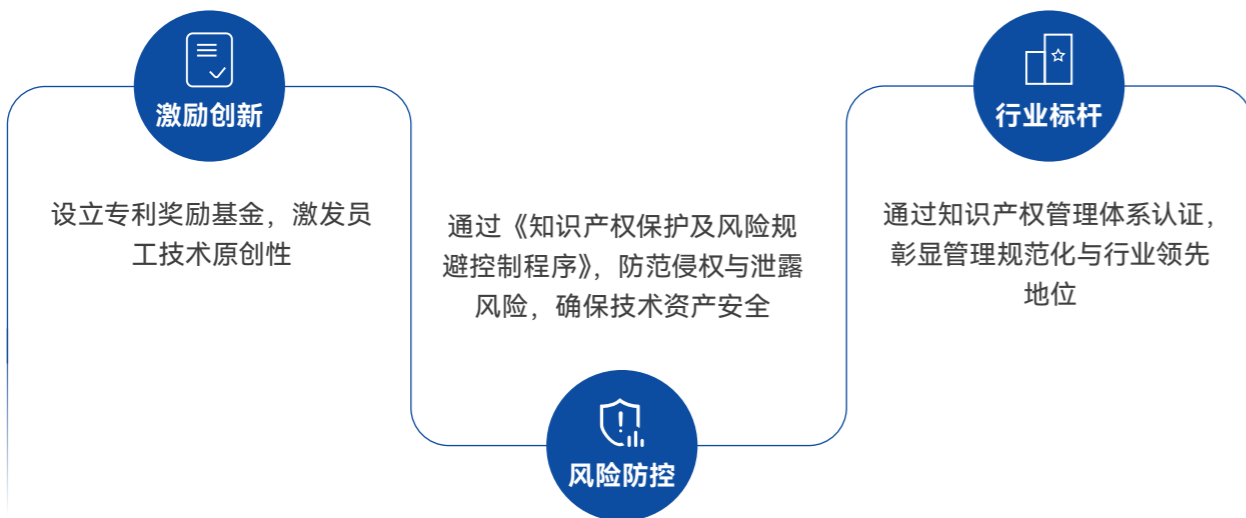 激励创新
设立专利奖励基金，激发员
工技术原创性
通过《知识产权保护及风险规
避控制程序》，防范侵权与泄露
风险，确保技术资产安全
风险防控
行业标杆
通过知识产权管理体系认证，
彰显管理规范化与行业领先
地位